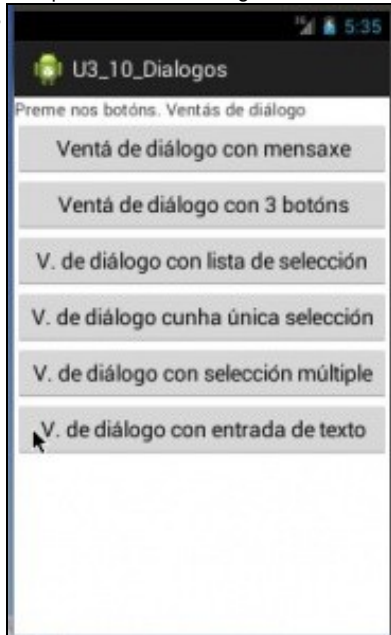 5:35
U3_10_Dialogos
Preme nos botóns. Ventás de diálogo
Ventá de diálogo con mensaxe
Ventá de diálogo con 3 botóns
V. de diálogo con lista de selección
V. de diálogo cunha única selección
V. de diálogo con selección múltiple
V. de diálogo con entrada de texto